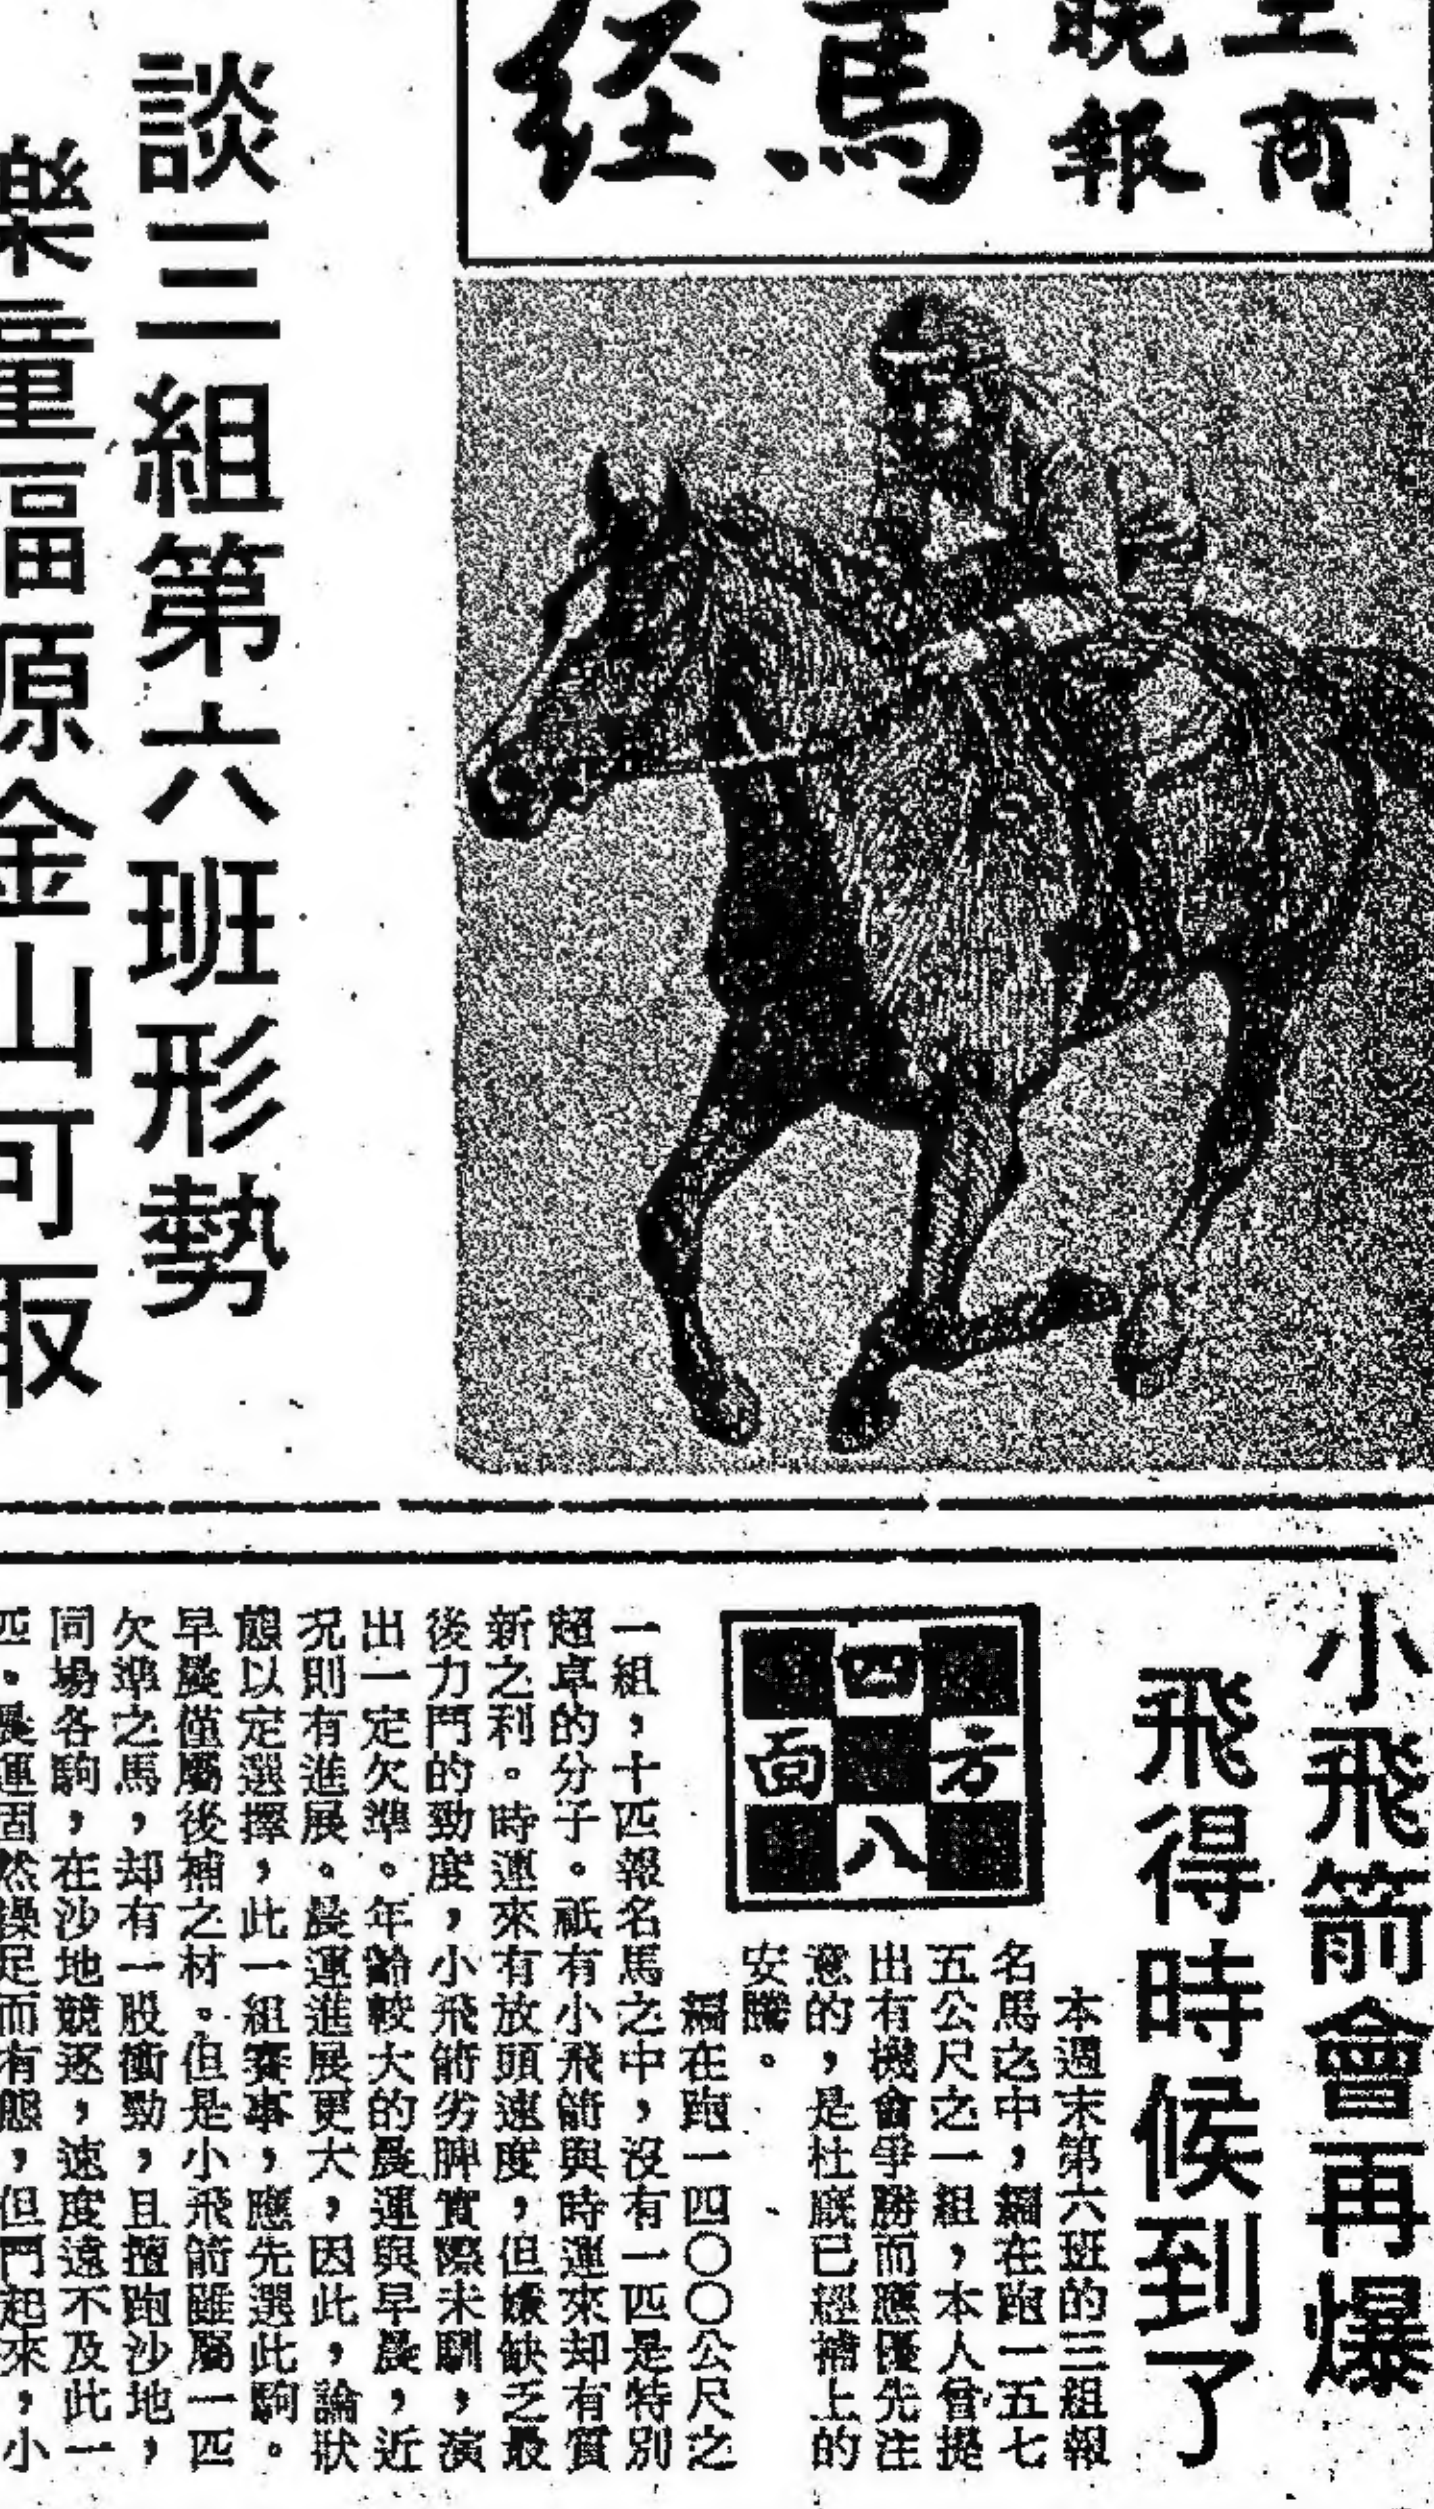 工商
晚報
馬經
談三組第六班形勢
樂童福原金山可取
小飛箭會再爆
飛得時候到了
四方八面
本週末第六班的三組報
名馬之中，編在跑一五七
五公尺之一組，本人曾提
出有機會爭勝而應優先注
意的，是杜底已經補上的
安騰。
編在跑一四〇〇公尺之
一組，十匹報名馬之中，沒有一匹是特別
超卓的分子。祇有小飛箭與時運來却有質
新之利。時運來有放頭速度，但嫌缺乏最
後力鬥的勁度，小飛箭劣脾實際未馴，演
出一定欠準。年齡較大的晨運與早晨，近
况則有進展。晨運進展更大，因此，論狀
態以定選擇，此一組賽事，應先選此駒。
早晨僅屬後補之材。但是小飛箭雖屬一匹
欠準之馬，却有一股衝勁，且擅跑沙地，
同場各駒，在沙地競逐，速度遠不及此一
匹。晨運固然操足而有態，但鬥起來，小